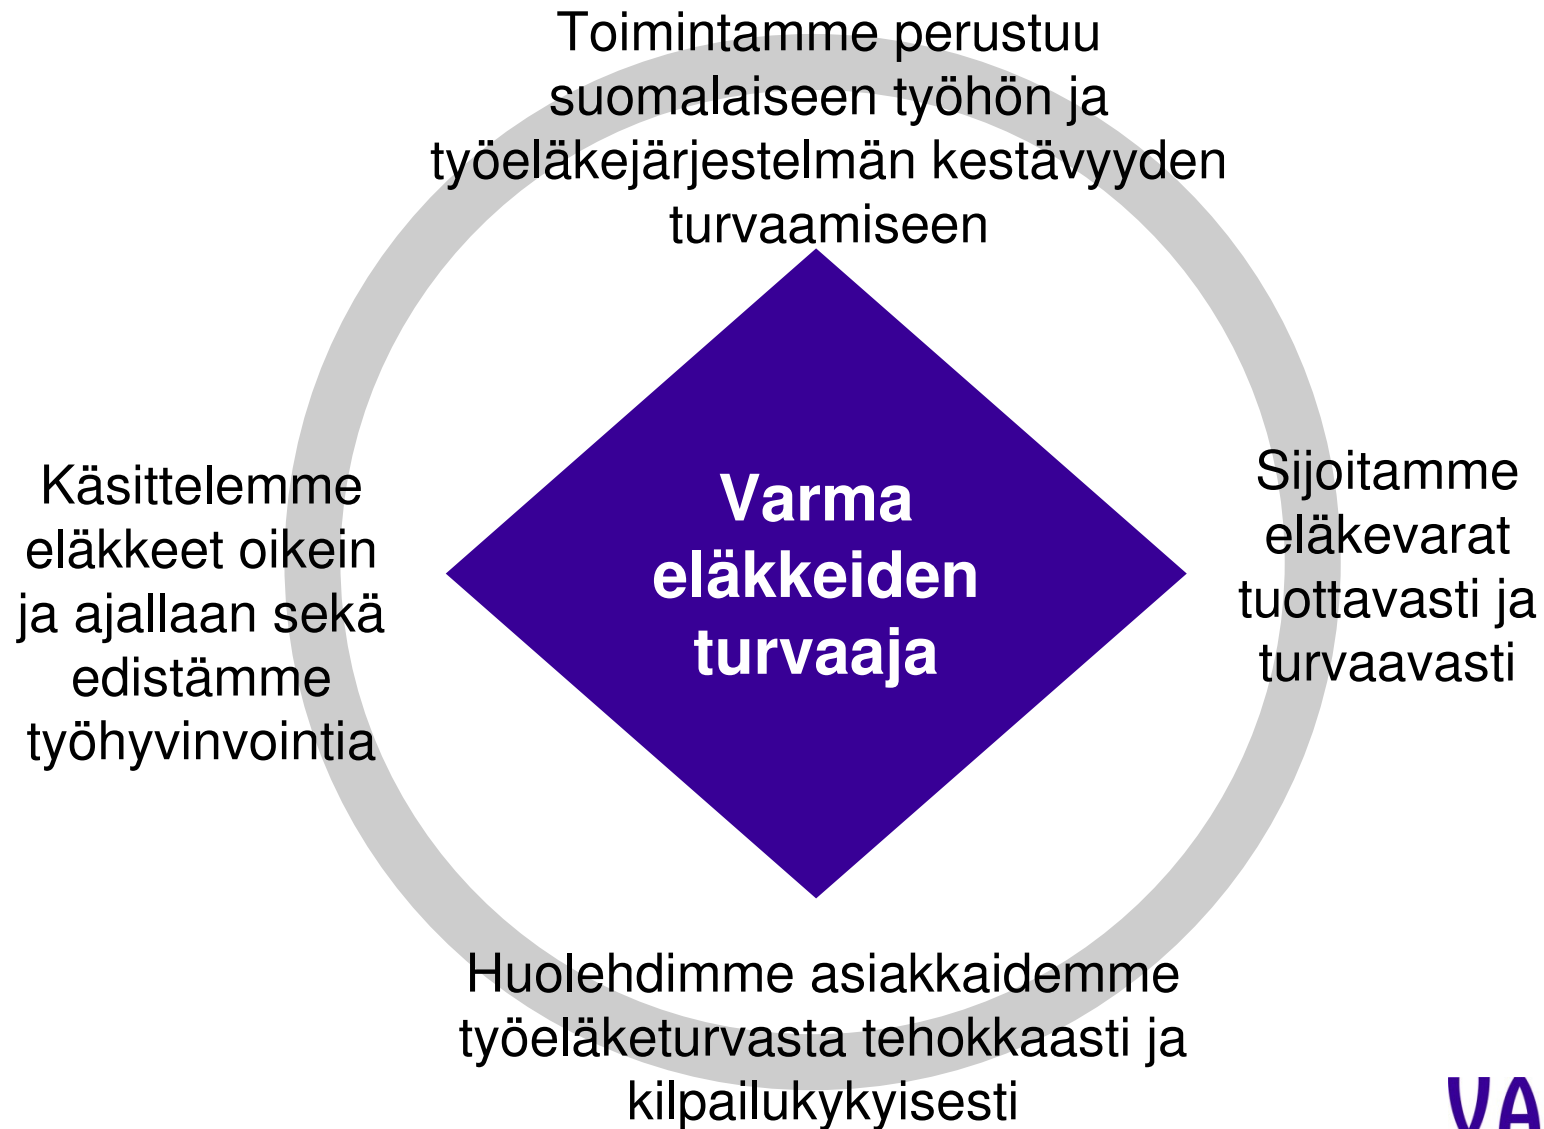 Toimintamme perustuu
suomalaiseen työhön ja
työeläkejärjestelmän kestävyyden
turvaamiseen
Käsittelemme
eläkkeet oikein
ja ajallaan sekä
edistämme
työhyvinvointia
Varma
eläkkeiden
turvaaja
Sijoitamme
eläkevarat
tuottavasti ja
turvaavasti
Huolehdimme asiakkaidemme
työeläketurvasta tehokkaasti ja
kilpailukykyisesti
VA